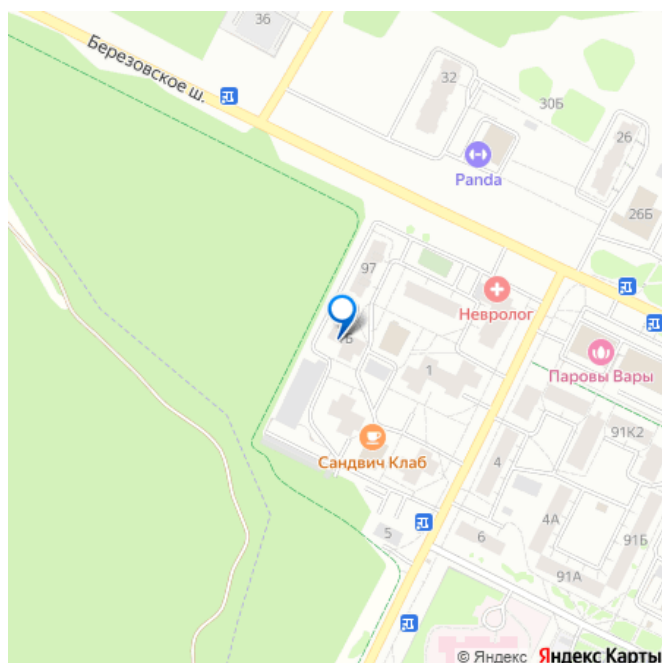 36
Березовское ш.
32
30Б
26
Panda
26Б
97
Невролог
Паровы Вары
1
91К2
Сандвич Клаб
4
4А
5
6
91Б
91А
© Яндекс Яндекс Карты